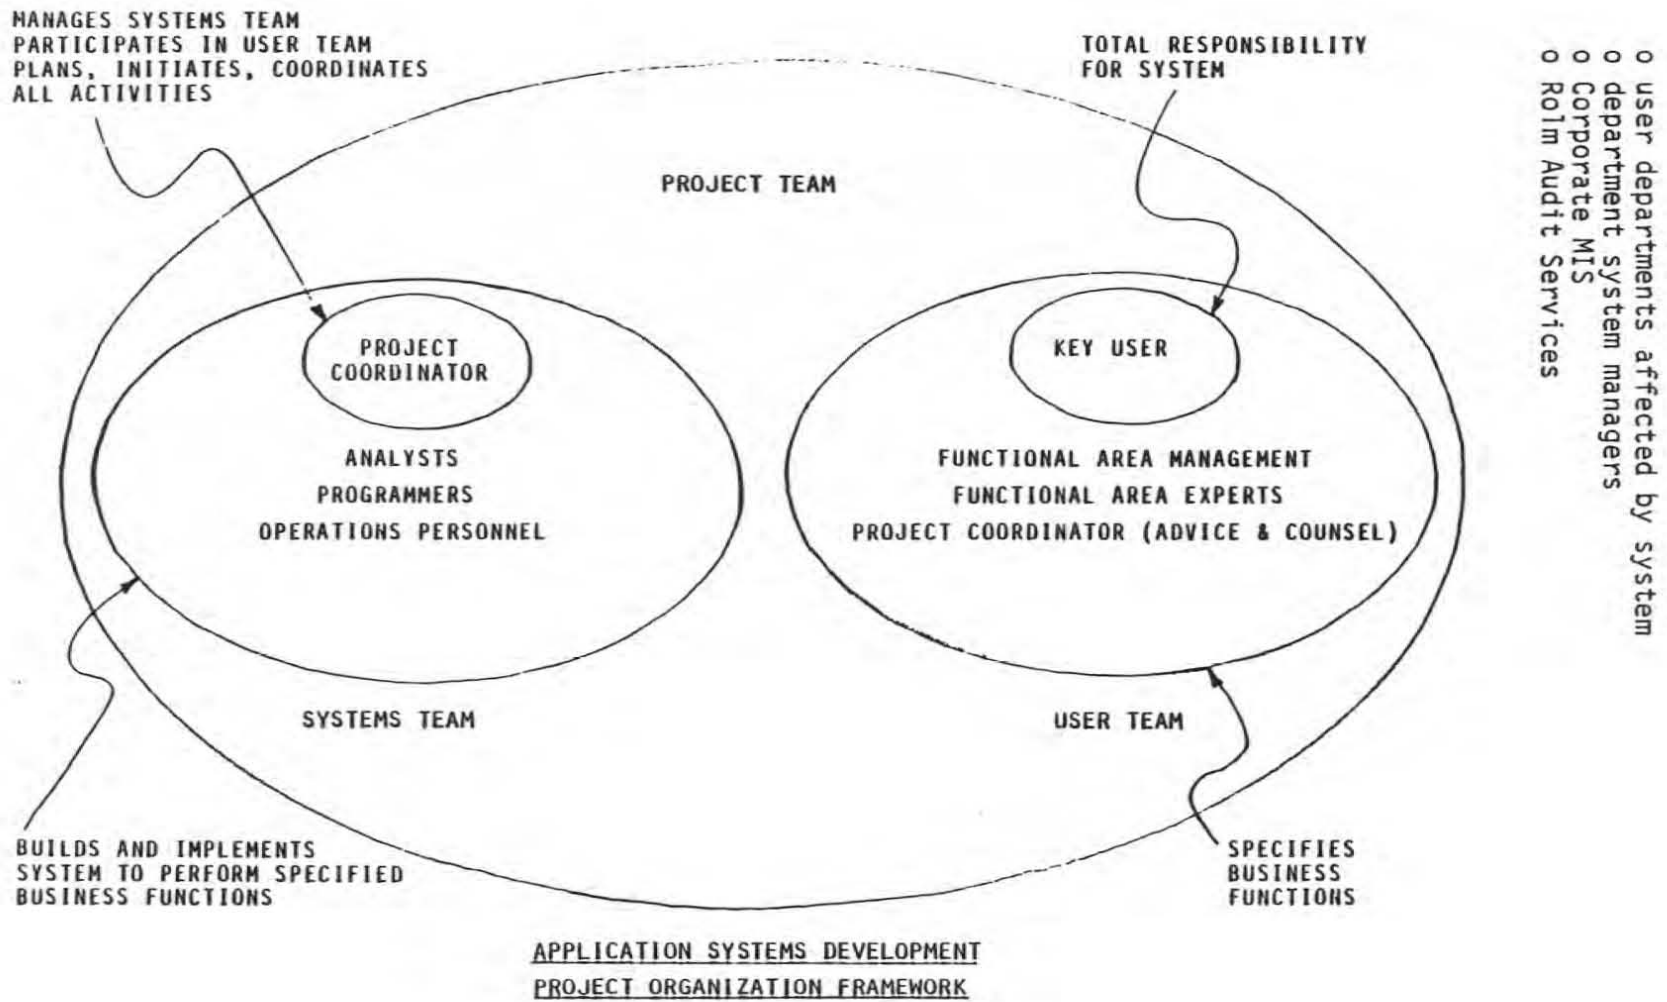 MANAGES SYSTEMS TEAM
PARTICIPATES IN USER TEAM
PLANS, INITIATES, COORDINATES
ALL ACTIVITIES
TOTAL RESPONSIBILITY
FOR SYSTEM
PROJECT TEAM
PROJECT
COORDINATOR
ANALYSTS
PROGRAMMERS
OPERATIONS PERSONNEL
KEY USER
FUNCTIONAL AREA MANAGEMENT
FUNCTIONAL AREA EXPERTS
PROJECT COORDINATOR (ADVICE & COUNSEL)
SYSTEMS TEAM
USER TEAM
BUILDS AND IMPLEMENTS
SYSTEM TO PERFORM SPECIFIED
BUSINESS FUNCTIONS
SPECIFIES
BUSINESS
FUNCTIONS
APPLICATION SYSTEMS DEVELOPMENT
PROJECT ORGANIZATION FRAMEWORK
o user departments affected by system
o department system managers
o Corporate MIS
o Rolm Audit Services